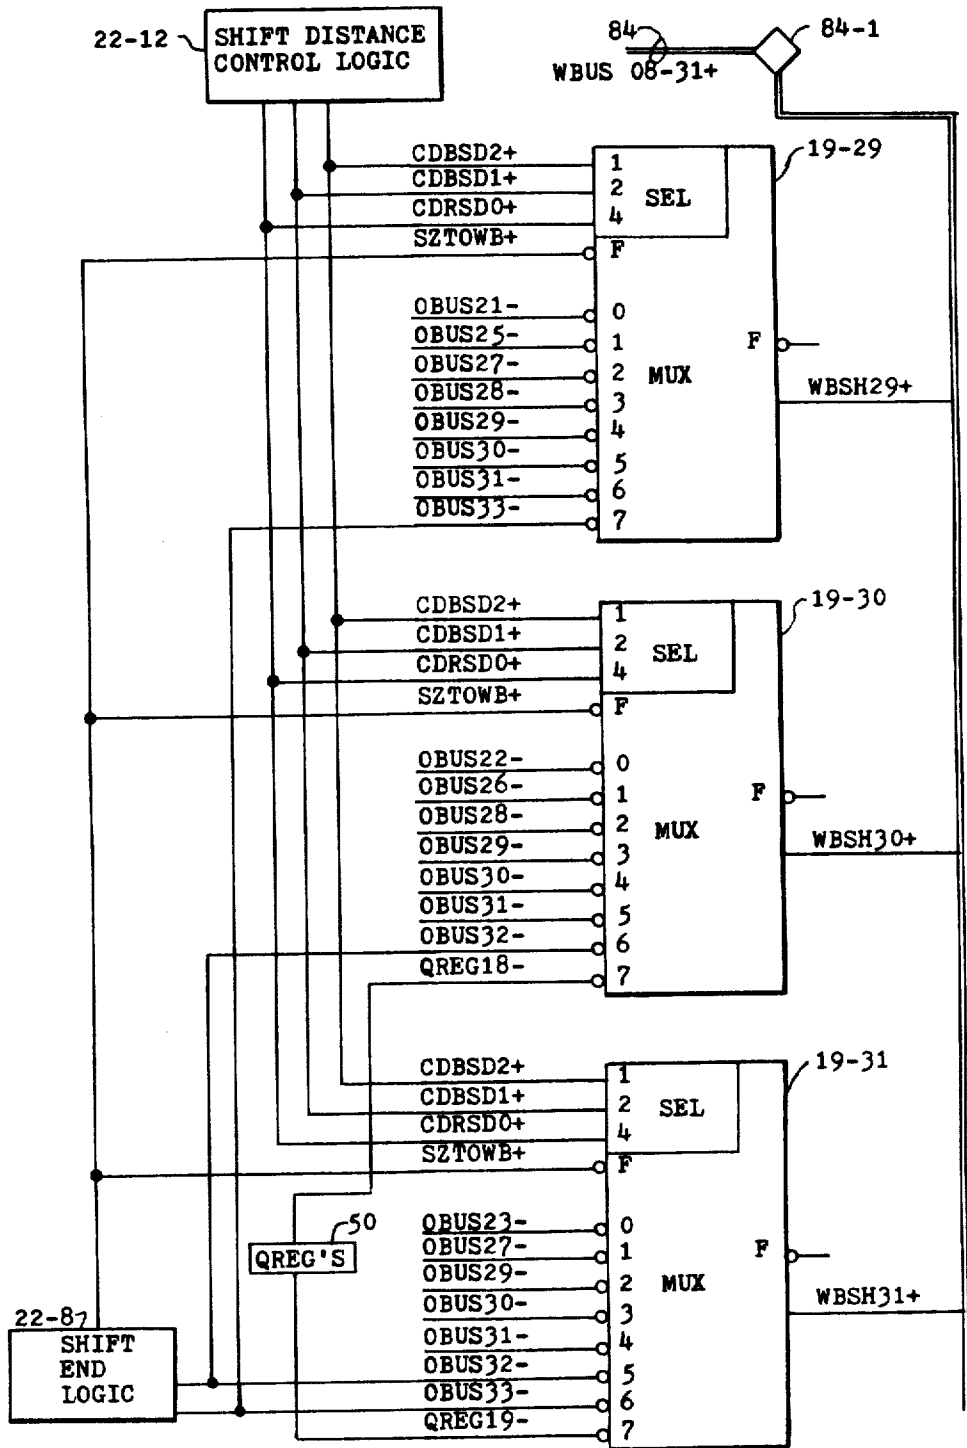 22-12
SHIFT DISTANCE
CONTROL LOGIC
84
84-1
WBUS 08-31+
19-29
CDBSD2+ 1
CDBSD1+ 2
SEL
CDRSD0+ 4
SZTOWB+ F
OBUS21- 0
OBUS25- 1
F
OBUS27- 2
MUX
OBUS28- 3
WBSH29+
OBUS29- 4
OBUS30- 5
OBUS31- 6
OBUS33- 7
19-30
CDBSD2+ 1
CDBSD1+ 2
SEL
CDRSD0+ 4
SZTOWB+ F
OBUS22- 0
OBUS26- 1
F
OBUS28- 2
MUX
OBUS29- 3
WBSH30+
OBUS30- 4
OBUS31- 5
OBUS32- 6
QREG18- 7
19-31
CDBSD2+ 1
CDBSD1+ 2
SEL
CDRSD0+ 4
SZTOWB+ F
50
QREG'S
OBUS23- 0
OBUS27- 1
F
OBUS29- 2
MUX
OBUS30- 3
WBSH31+
OBUS31- 4
OBUS32- 5
OBUS33- 6
QREG19- 7
22-8
SHIFT
END
LOGIC